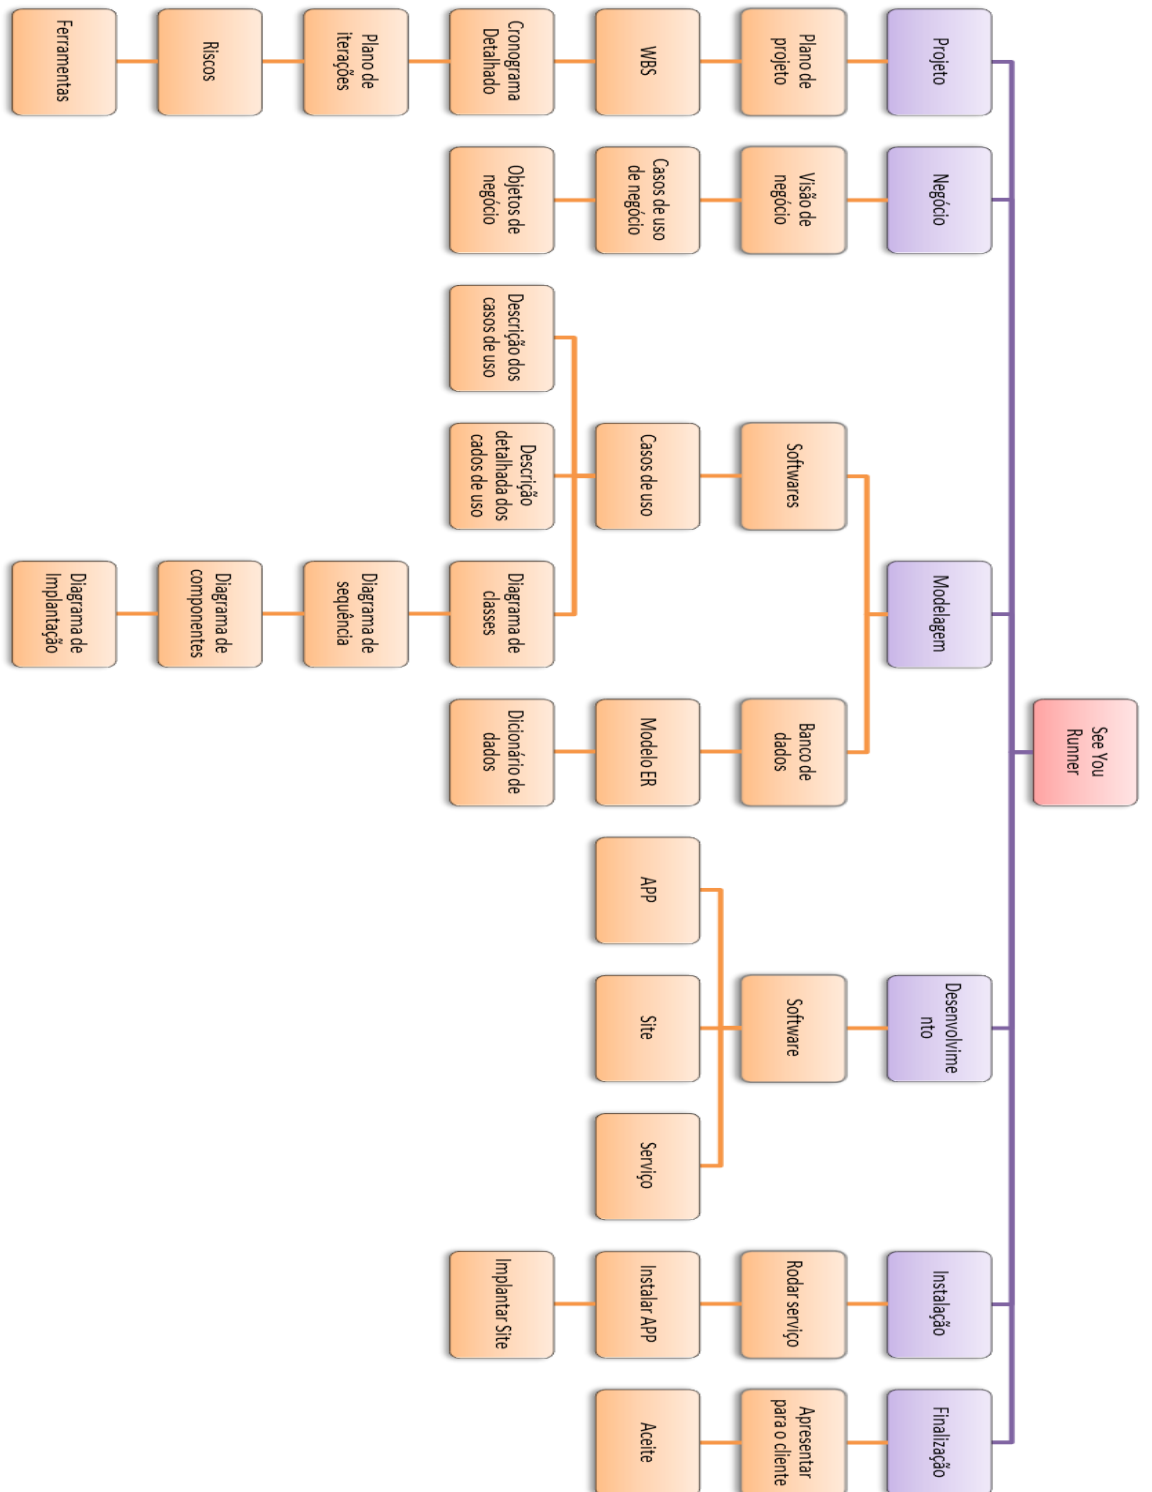 See You
Runner
Projeto
Negócio
Modelagem
Desenvolvime
nto
Instalação
Finalização
Plano de
projeto
Visão de
negócio
Softwares
Banco de
dados
Software
Rodar serviço
Apresentar
para o cliente
WBS
Casos de uso
de negócio
Casos de uso
Modelo ER
APP
Site
Serviço
Instalar APP
Aceite
Cronograma
Detalhado
Objetos de
negócio
Descrição dos
casos de uso
Descrição
detalhada dos
cados de uso
Diagrama de
classes
Dicionário de
dados
Implantar Site
Plano de
iterações
Diagrama de
sequência
Riscos
Diagrama de
componentes
Ferramentas
Diagrama de
Implantação